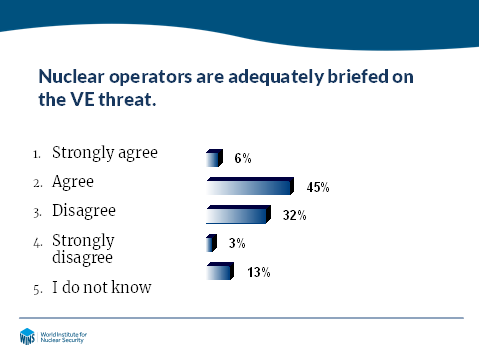 Nuclear operators are adequately briefed on
the VE threat.
1. Strongly agree
6%
2. Agree
45%
3. Disagree
32%
4. Strongly
disagree
3%
13%
5. I do not know
WINS
World Institute for
Nuclear Security